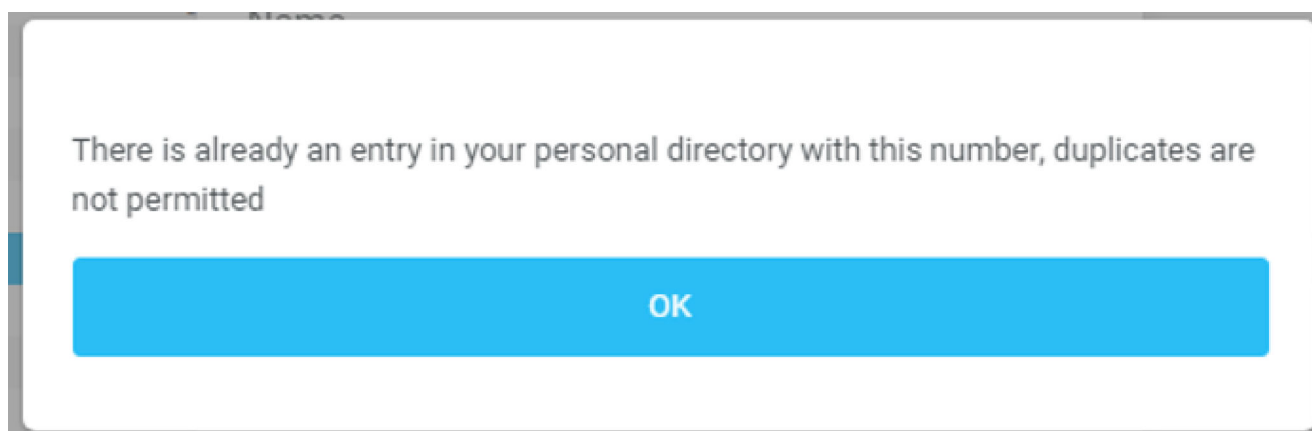 There is already an entry in your personal directory with this number, duplicates are
not permitted
OK